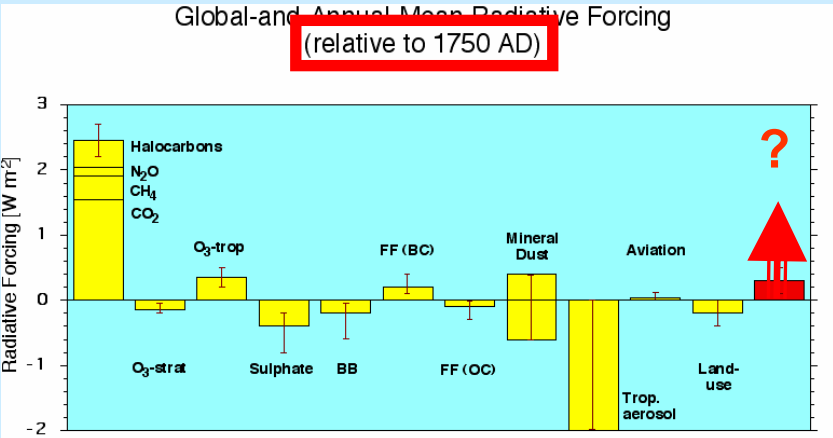 Global-and Annual Mean Radiative Forcing
(relative to 1750 AD)
Radiative Forcing [W m-2]
3
2
1
0
-1
-2
Halocarbons
N2O
CH4
CO2
O3-trop
O3-strat
Sulphate
BB
FF (BC)
FF (OC)
Mineral
Dust
Trop.
aerosol
Aviation
Land-
use
?